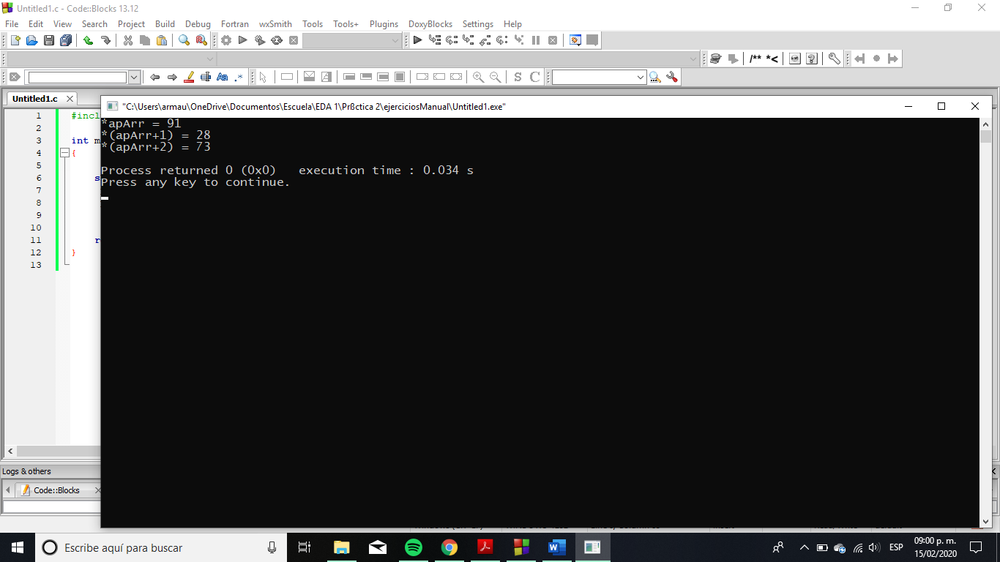 Untitled1.c - Code::Blocks 13.12
File Edit View Search Project Build Debug Fortran wxSmith Tools Tools+ Plugins DoxyBlocks Settings Help
/** *<
Aa .*
S C
Untitled1.c
"C:\Users\armau\OneDrive\Documentos\Escuela\EDA 1\Prßctica 2\ejerciciosManual\Untitled1.exe"
1 #incl
2
3 int m
4 {
5
6 s
7
8
9
10
11 r
12 }
13
*apArr = 91
*(apArr+1) = 28
*(apArr+2) = 73
Process returned 0 (0x0) execution time : 0.034 s
Press any key to continue.
Logs & others
Code::Blocks
Escribe aquí para buscar
ESP
09:00 p. m.
15/02/2020